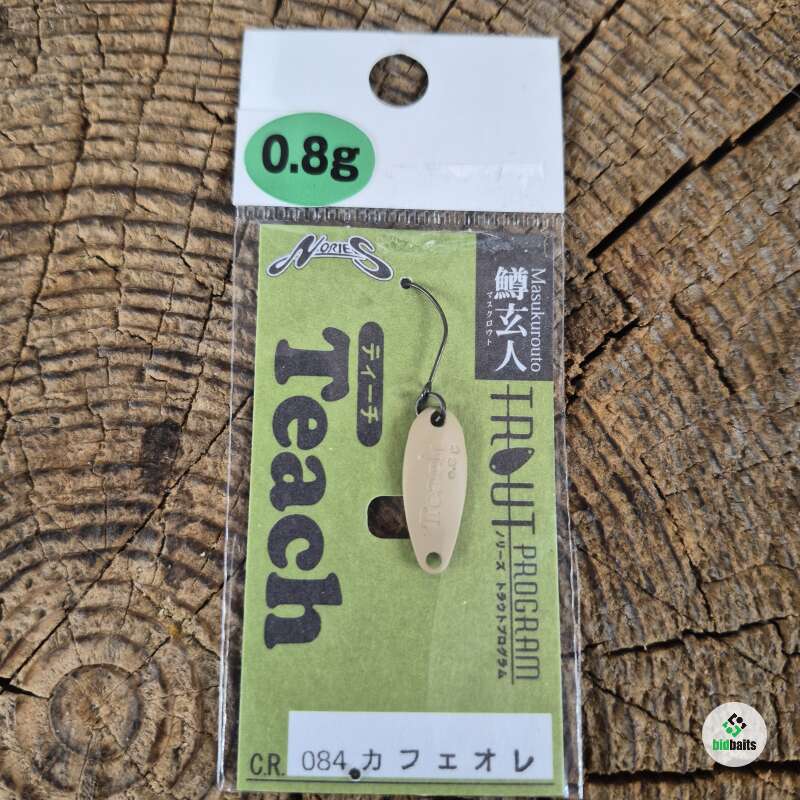 0.8g
NORIES
ティーチ
Teach
Masukurouto
鱒玄人
マスクロウト
TROUT PROGRAM
ノリーズ トラウトプログラム
Teach
C.R. 084 カフェオレ
bidbaits